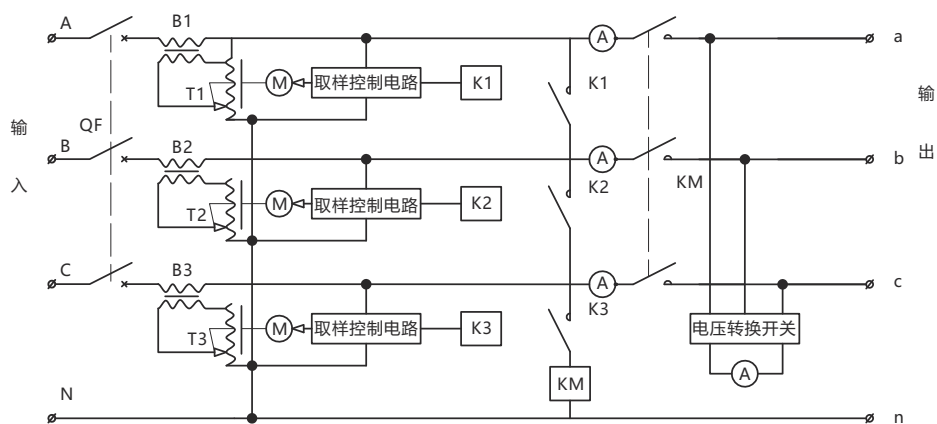 A B1 A a
T1 M 取样控制电路 K1 K1
输 输
QF
B B2 A b 出
入 K2 KM
T2 M 取样控制电路 K2
C B3 A c
K3
T3 M 取样控制电路 K3 电压转换开关
A
KM
N n